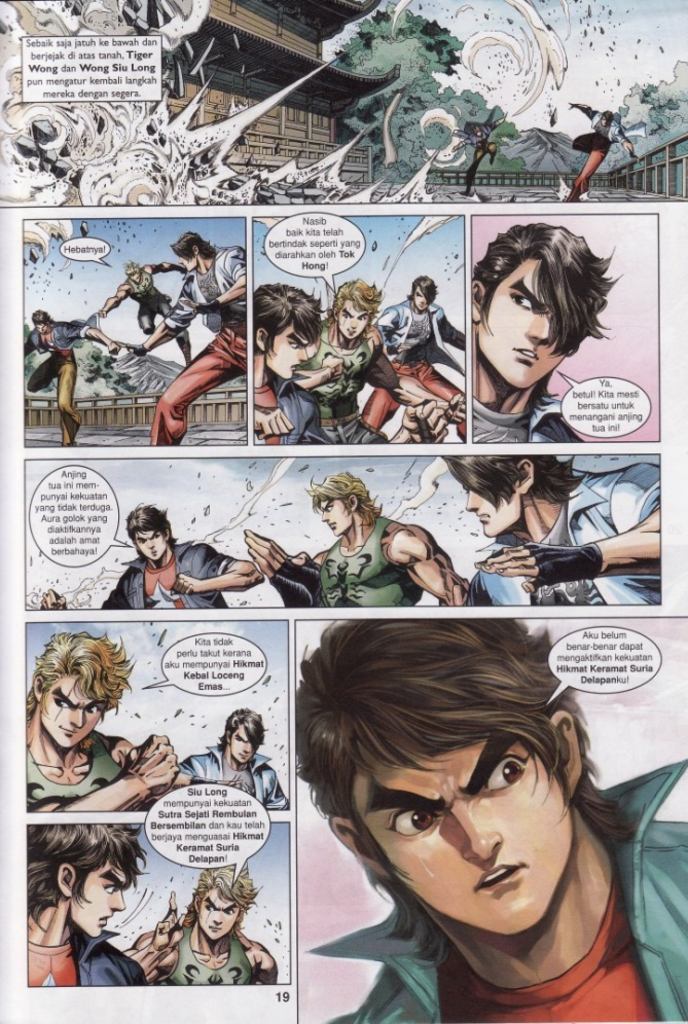 Sebaik saja jatuh ke bawah dan
berjejak di atas tanah, Tiger
Wong dan Wong Siu Long
pun mengatur kembali langkah
mereka dengan segera.
Hebatnya!
Nasib
baik kita telah
bertindak seperti yang
diarahkan oleh Tok
Hong!
Ya,
betul! Kita mesti
bersatu untuk
menangani anjing
tua ini!
Anjing
tua ini mem-
punyai kekuatan
yang tidak terduga.
Aura golok yang
diaktifkannya
adalah amat
berbahaya!
Kita tidak
perlu takut kerana
aku mempunyai Hikmat
Kebal Loceng
Emas...
Siu Long
mempunyai kekuatan
Sutra Sejati Rembulan
Bersembilan dan kau telah
berjaya menguasai Hikmat
Keramat Suria
Delapan!
Aku belum
benar-benar dapat
mengaktifkan kekuatan
Hikmat Keramat Suria
Delapanku!
19